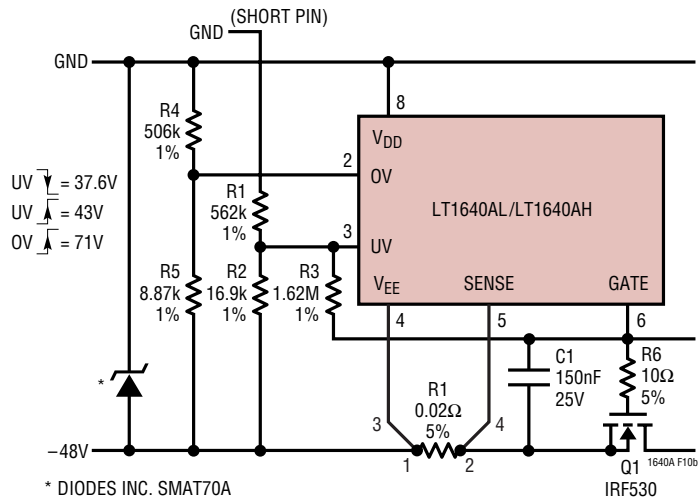 (SHORT PIN)
GND
GND
R4
506k
1%
8
VDD
2
OV
UV = 37.6V
UV = 43V
OV = 71V
R1
562k
1%
LT1640AL/LT1640AH
3
UV
R5
8.87k
1%
R2
16.9k
1%
R3
1.62M
1%
VEE
SENSE
GATE
4
5
6
C1
150nF
25V
R6
10Ω
5%
R1
0.02Ω
5%
3
4
*
–48V
1
2
Q1
IRF530
1640A F10b
* DIODES INC. SMAT70A